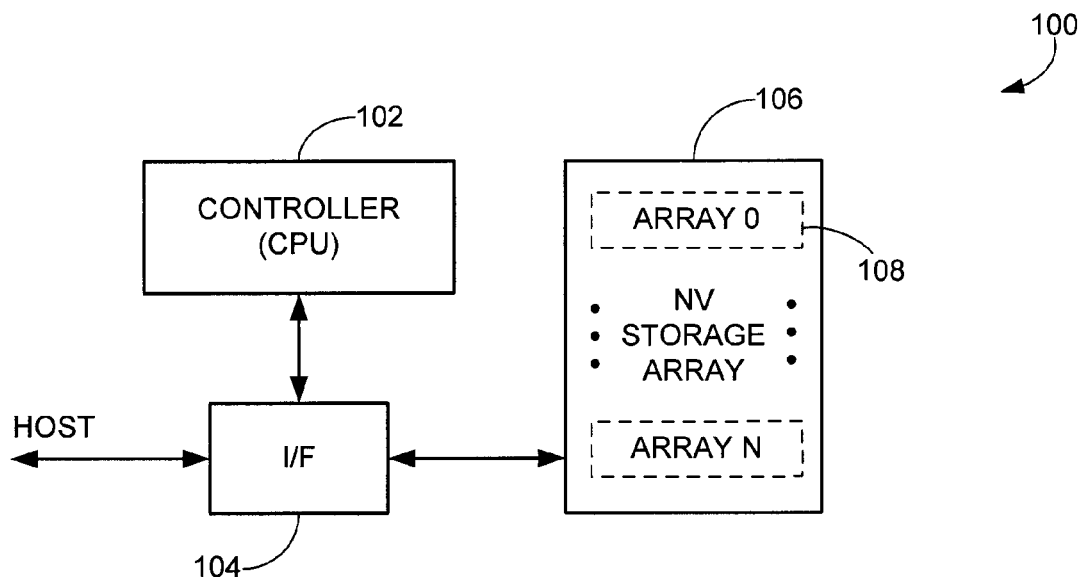 100
102
106
CONTROLLER
(CPU)
ARRAY 0
108
NV
STORAGE
ARRAY
HOST
I/F
ARRAY N
104